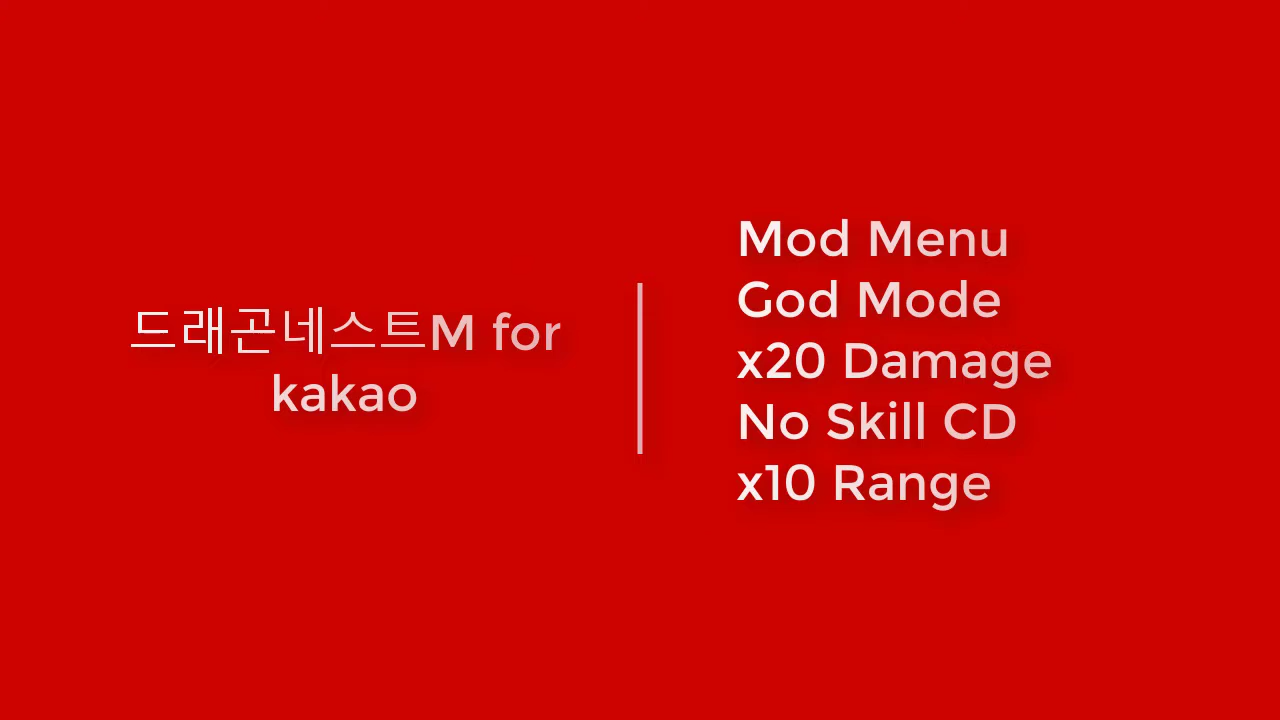 드래곤네스트M for
kakao
Mod Menu
God Mode
x20 Damage
No Skill CD
x10 Range